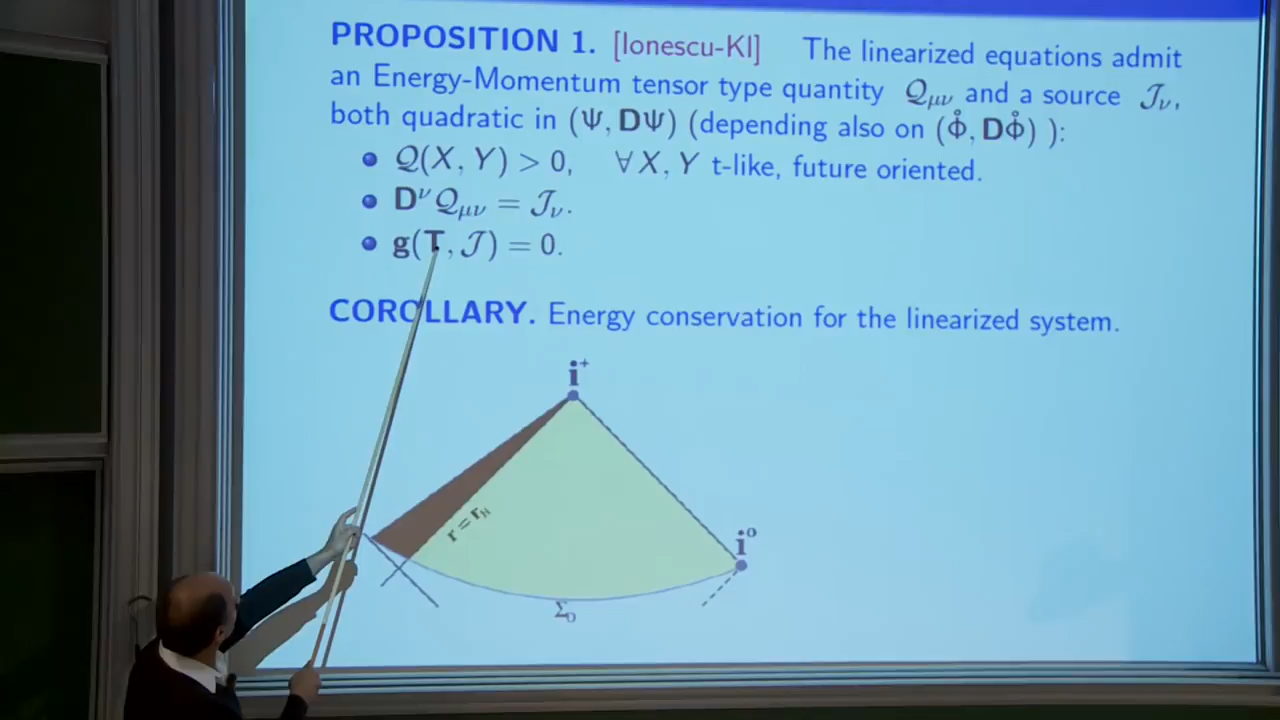 PROPOSITION 1. [Ionescu-Kl] The linearized equations admit
an Energy-Momentum tensor type quantity 𝒬μν and a source 𝒥ν,
both quadratic in (Ψ, DΨ) (depending also on (Φ̊, DΦ̊) ):
• 𝒬(X, Y) > 0, ∀X, Y t-like, future oriented.
• D^ν 𝒬μν = 𝒥ν.
• g(T, 𝒥) = 0.
COROLLARY. Energy conservation for the linearized system.
i⁺
r = r_H
i⁰
Σ₀